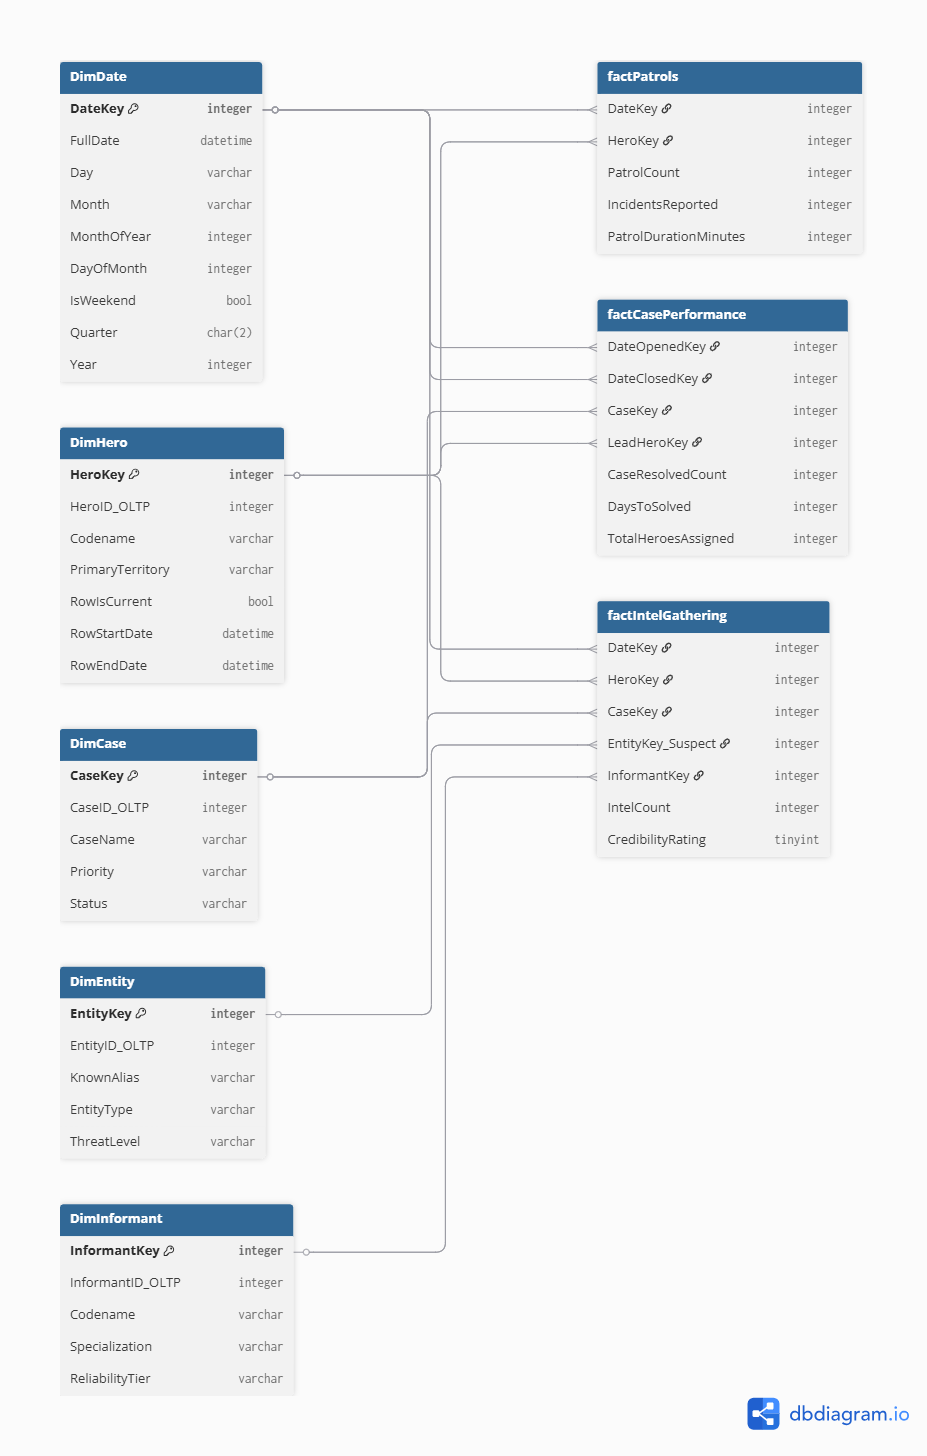 DimDate
DateKey integer
FullDate datetime
Day varchar
Month varchar
MonthOfYear integer
DayOfMonth integer
IsWeekend bool
Quarter char(2)
Year integer
DimHero
HeroKey integer
HeroID_OLTP integer
Codename varchar
PrimaryTerritory varchar
RowIsCurrent bool
RowStartDate datetime
RowEndDate datetime
DimCase
CaseKey integer
CaseID_OLTP integer
CaseName varchar
Priority varchar
Status varchar
DimEntity
EntityKey integer
EntityID_OLTP integer
KnownAlias varchar
EntityType varchar
ThreatLevel varchar
DimInformant
InformantKey integer
InformantID_OLTP integer
Codename varchar
Specialization varchar
ReliabilityTier varchar
factPatrols
DateKey integer
HeroKey integer
PatrolCount integer
IncidentsReported integer
PatrolDurationMinutes integer
factCasePerformance
DateOpenedKey integer
DateClosedKey integer
CaseKey integer
LeadHeroKey integer
CaseResolvedCount integer
DaysToSolved integer
TotalHeroesAssigned integer
factIntelGathering
DateKey integer
HeroKey integer
CaseKey integer
EntityKey_Suspect integer
InformantKey integer
IntelCount integer
CredibilityRating tinyint
dbdiagram.io